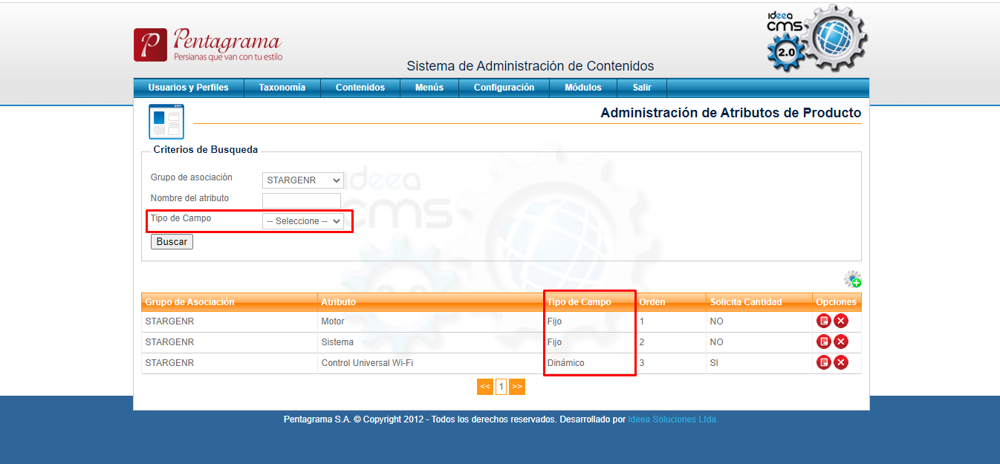 Pentagrama
Persianas que van con tu estilo
ideea
cms
2.0
Sistema de Administración de Contenidos
Usuarios y Perfiles Taxonomía Contenidos Menús Configuración Módulos Salir
Administración de Atributos de Producto
Criterios de Busqueda
Grupo de asociación STARGENR
Nombre del atributo
Tipo de Campo -- Seleccione --
Buscar
ideea
cms
2.0
Grupo de Asociación Atributo Tipo de Campo Orden Solicita Cantidad Opciones
STARGENR Motor Fijo 1 NO
STARGENR Sistema Fijo 2 NO
STARGENR Control Universal Wi-Fi Dinámico 3 SI
<< 1 >>
Pentagrama S.A. © Copyright 2012 - Todos los derechos reservados. Desarrollado por Ideea Soluciones Ltda.